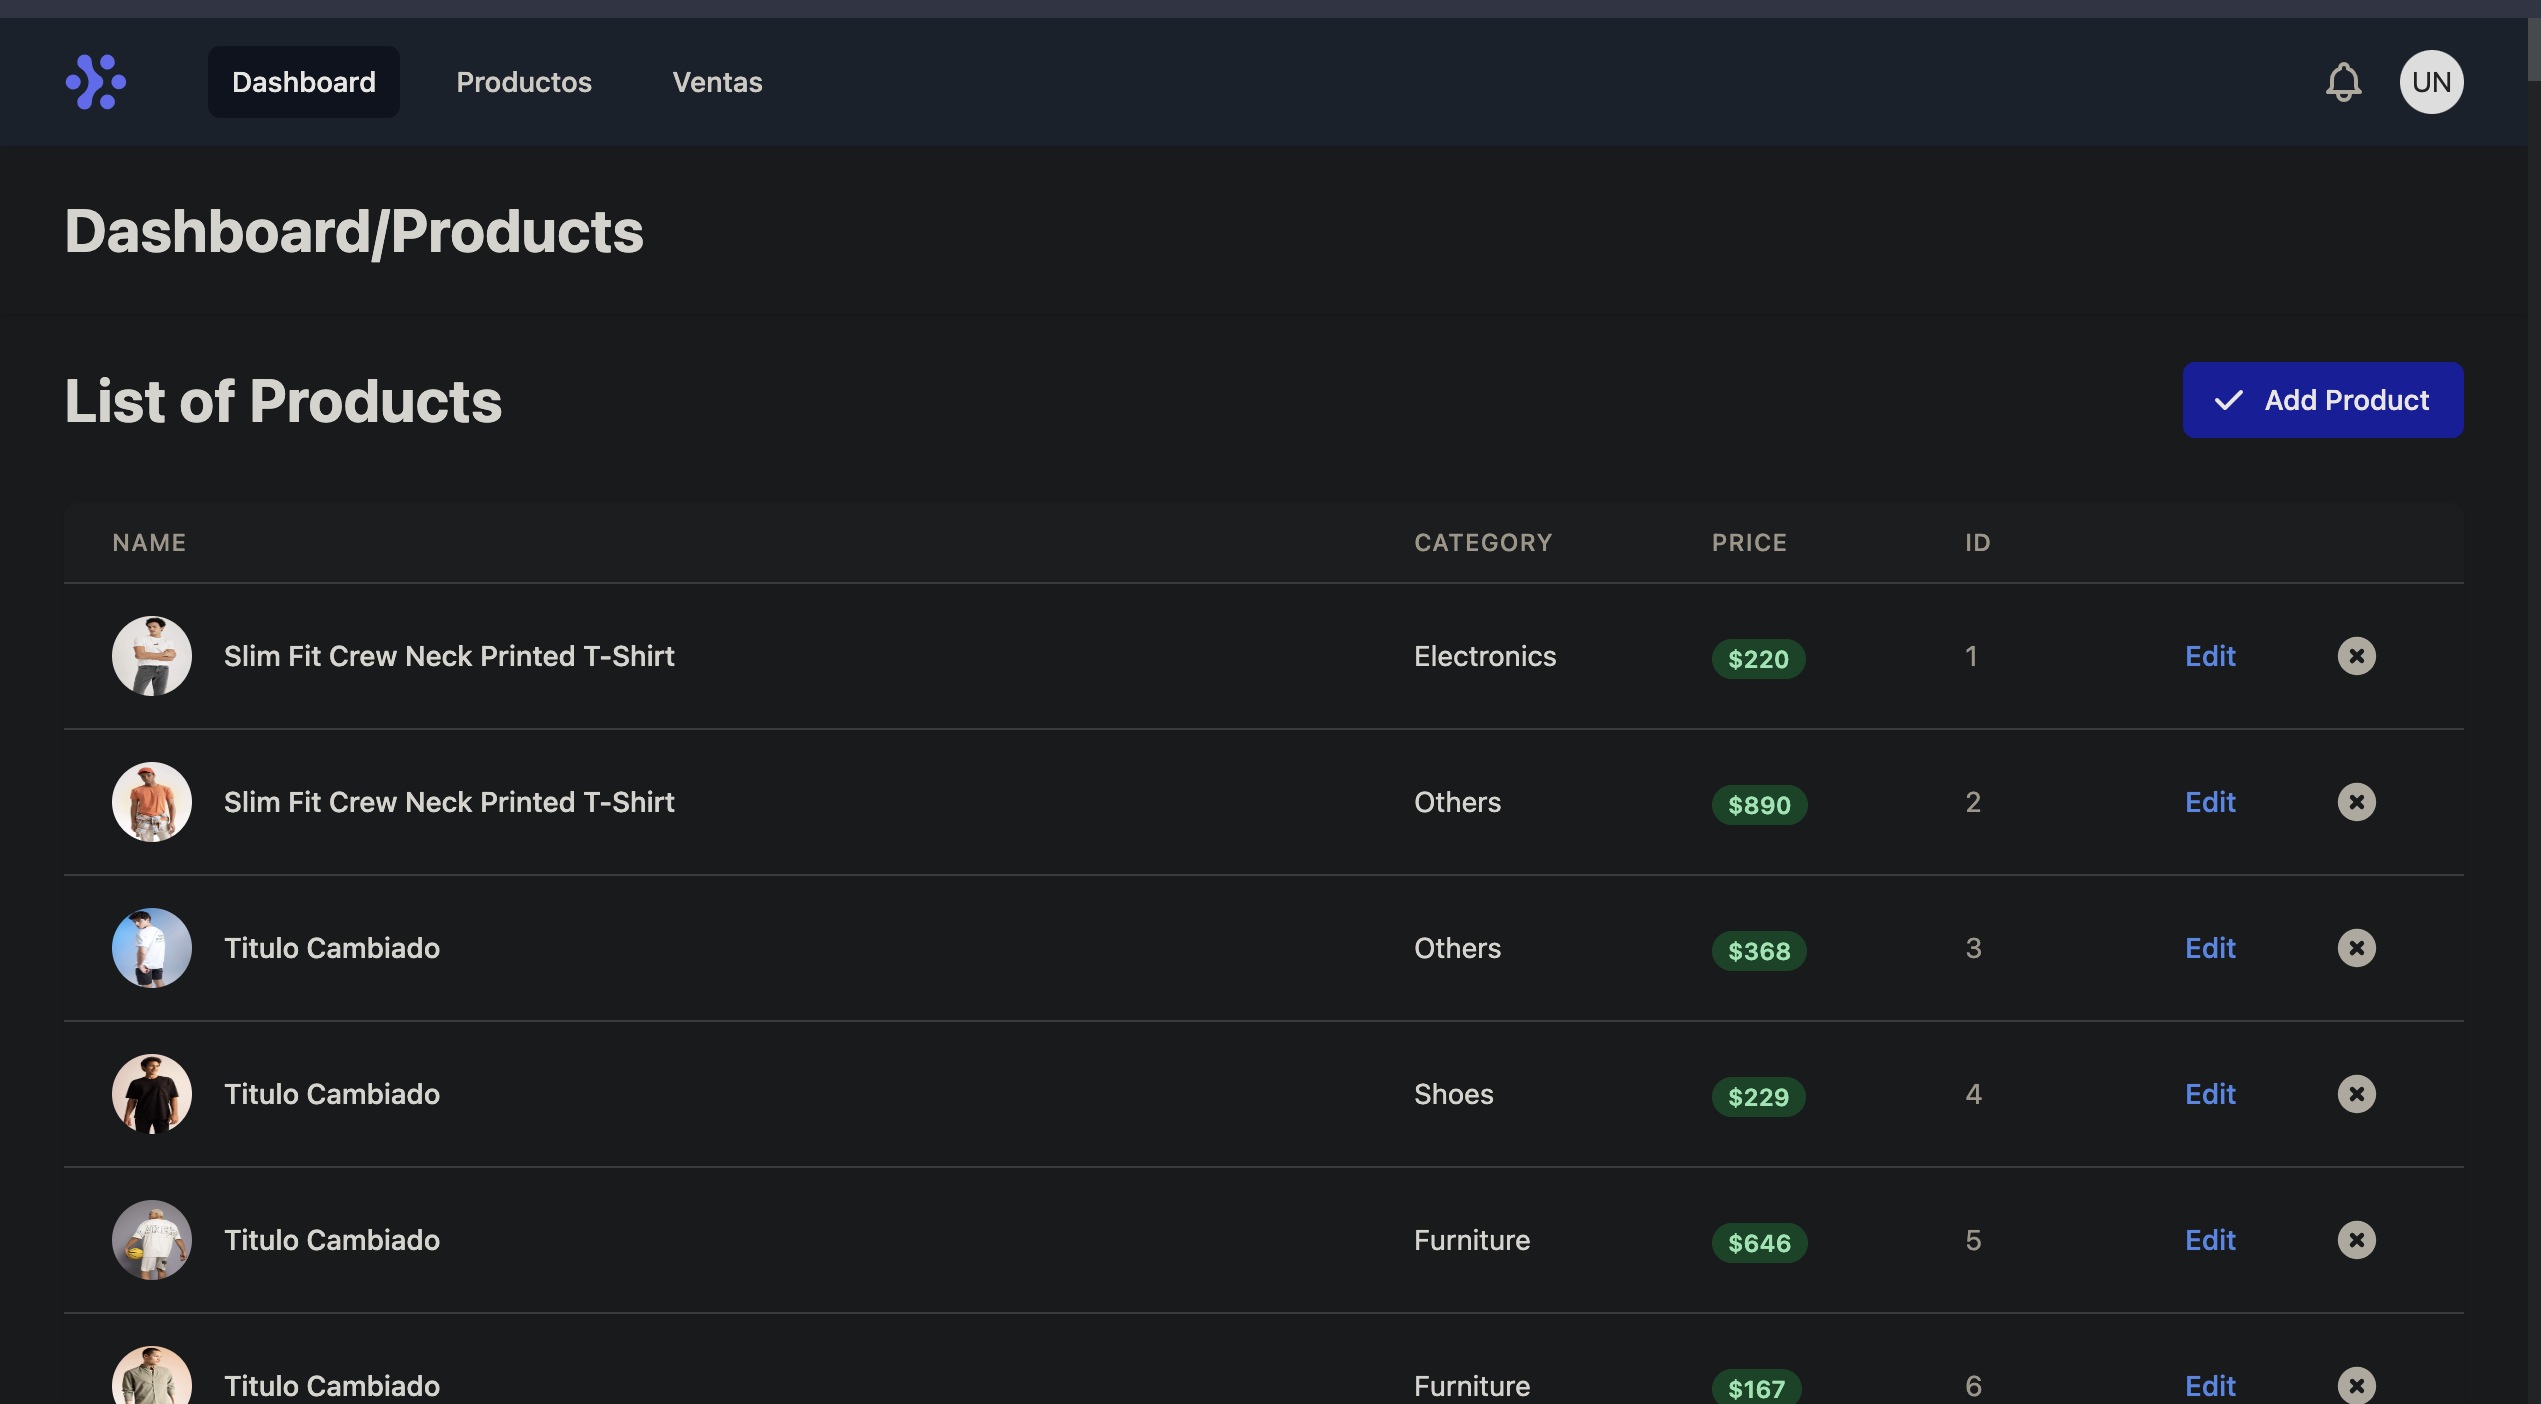 Dashboard Productos Ventas UN
Dashboard/Products
List of Products Add Product
NAME CATEGORY PRICE ID
Slim Fit Crew Neck Printed T-Shirt Electronics $220 1 Edit
Slim Fit Crew Neck Printed T-Shirt Others $890 2 Edit
Titulo Cambiado Others $368 3 Edit
Titulo Cambiado Shoes $229 4 Edit
Titulo Cambiado Furniture $646 5 Edit
Titulo Cambiado Furniture $167 6 Edit